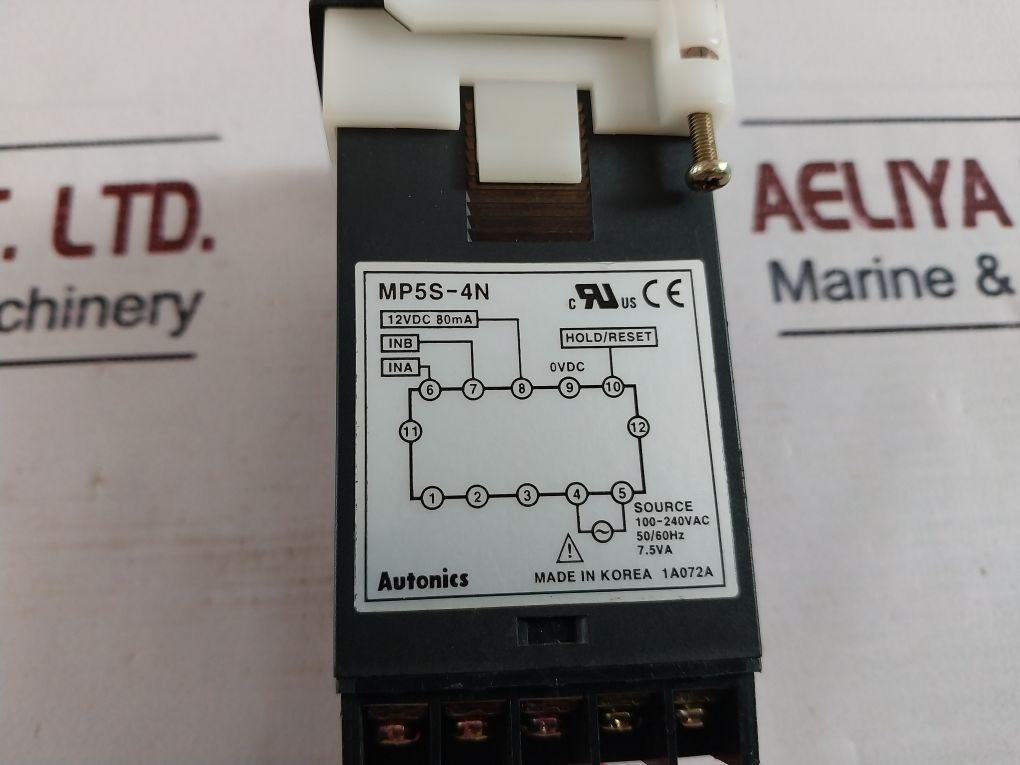 T. LTD.
chinery
AELIYA
Marine &
MP5S-4N
c RU US CE
12VDC 80mA
INB
INA
HOLD/RESET
0VDC
6 7 8 9 10
11 12
1 2 3 4 5
SOURCE
100-240VAC
50/60Hz
7.5VA
!
Autonics
MADE IN KOREA 1A072A